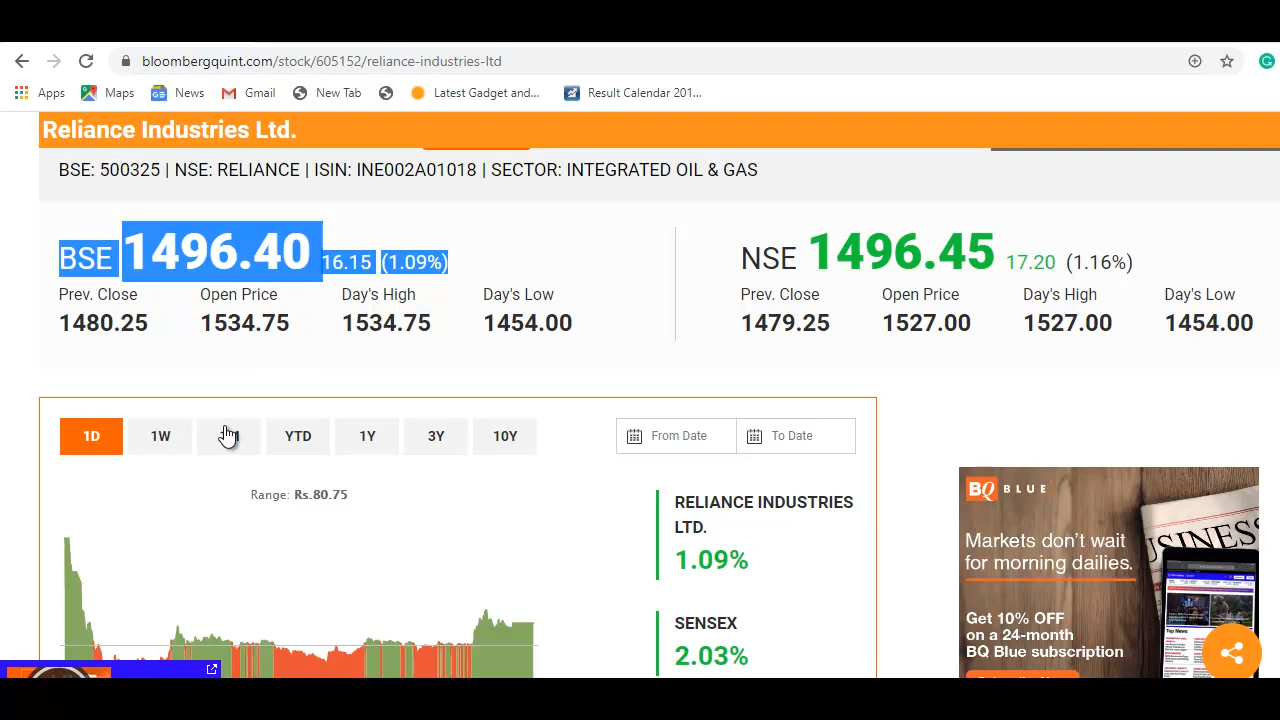 bloombergquint.com/stock/605152/reliance-industries-ltd
Apps Maps News Gmail New Tab Latest Gadget and... Result Calendar 201...
Reliance Industries Ltd.
BSE: 500325 | NSE: RELIANCE | ISIN: INE002A01018 | SECTOR: INTEGRATED OIL & GAS
BSE 1496.40 16.15 (1.09%)
Prev. Close Open Price Day's High Day's Low
1480.25 1534.75 1534.75 1454.00
NSE 1496.45 17.20 (1.16%)
Prev. Close Open Price Day's High Day's Low
1479.25 1527.00 1527.00 1454.00
1D 1W YTD 1Y 3Y 10Y
From Date To Date
Range: Rs.80.75
RELIANCE INDUSTRIES
LTD.
1.09%
SENSEX
2.03%
BQ BLUE
BUSINESS
Markets don't wait
for morning dailies.
Get 10% OFF
on a 24-month
BQ Blue subscription